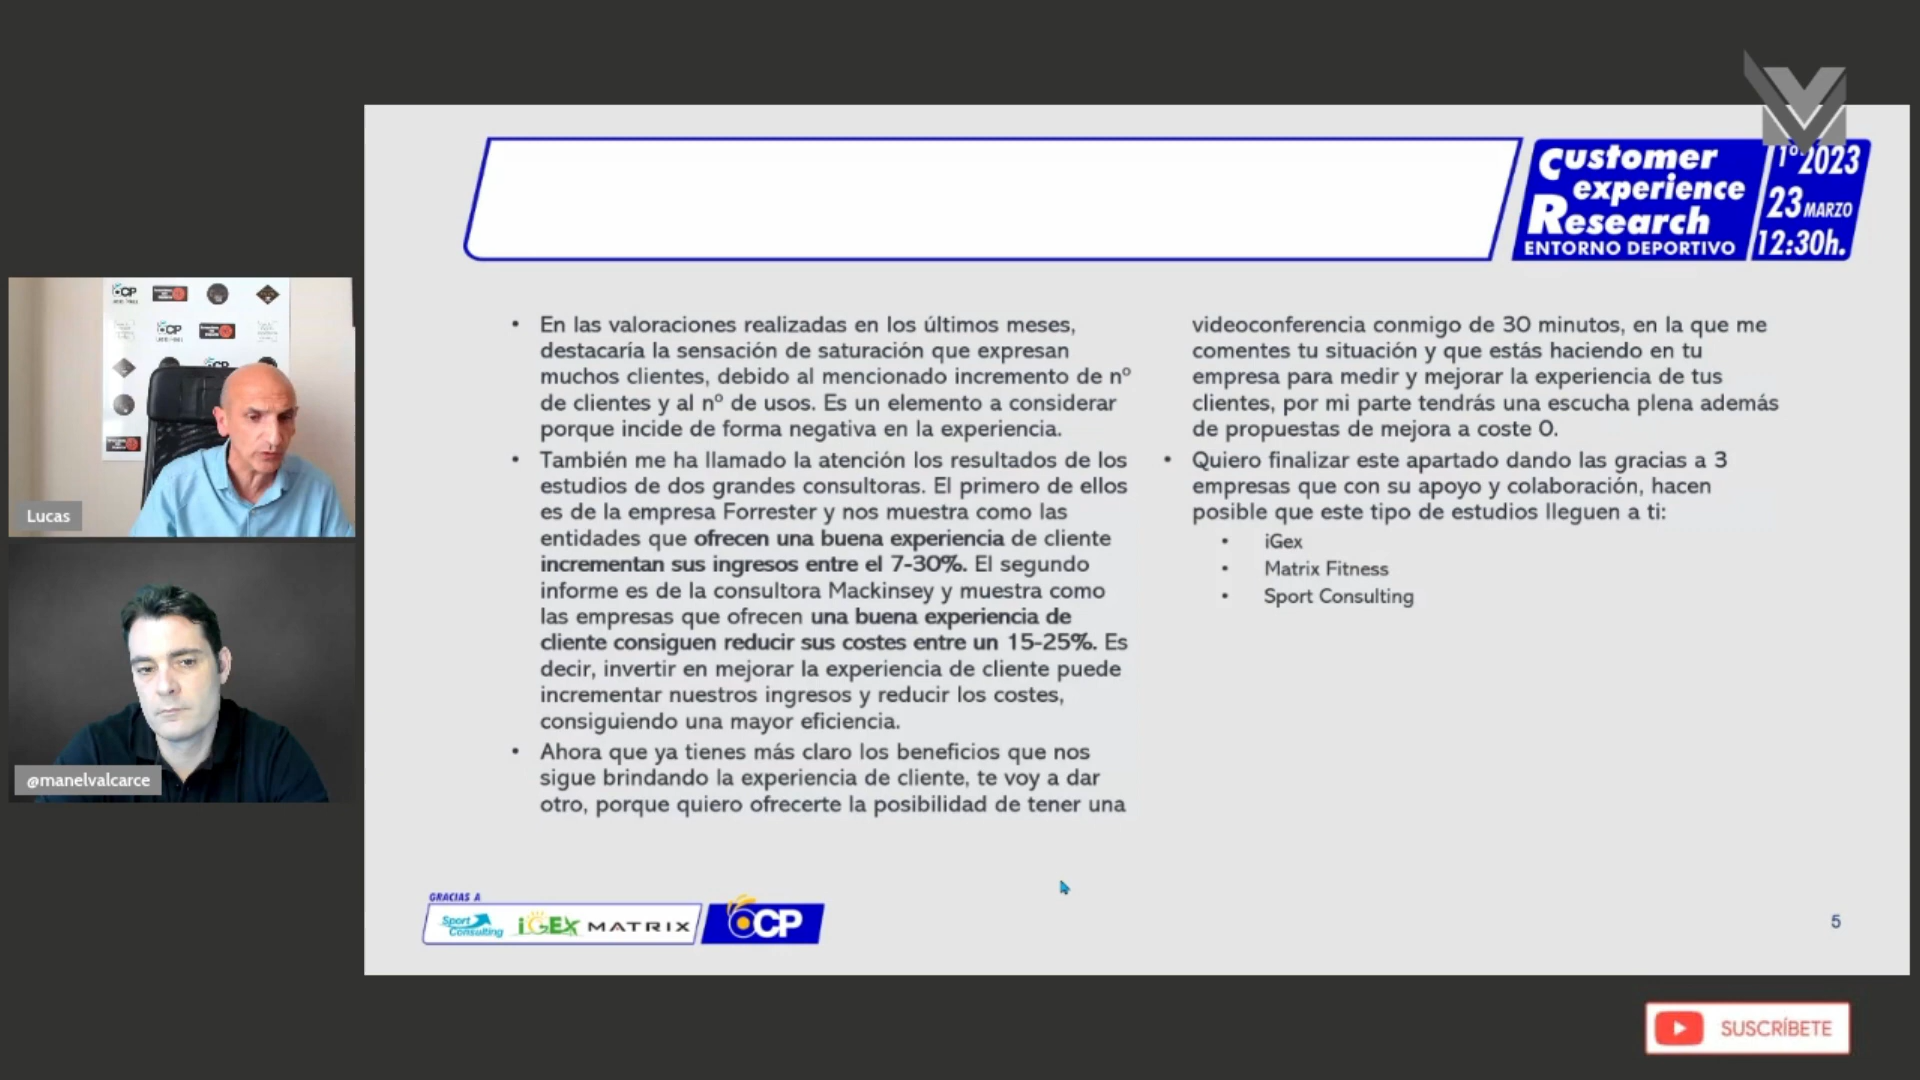 Customer
experience
Research
ENTORNO DEPORTIVO
1º 2023
23 MARZO
12:30h.
En las valoraciones realizadas en los últimos meses,
destacaría la sensación de saturación que expresan
muchos clientes, debido al mencionado incremento de nº
de clientes y al nº de usos. Es un elemento a considerar
porque incide de forma negativa en la experiencia.
También me ha llamado la atención los resultados de los
estudios de dos grandes consultoras. El primero de ellos
es de la empresa Forrester y nos muestra como las
entidades que ofrecen una buena experiencia de cliente
incrementan sus ingresos entre el 7-30%. El segundo
informe es de la consultora Mackinsey y muestra como
las empresas que ofrecen una buena experiencia de
cliente consiguen reducir sus costes entre un 15-25%. Es
decir, invertir en mejorar la experiencia de cliente puede
incrementar nuestros ingresos y reducir los costes,
consiguiendo una mayor eficiencia.
Ahora que ya tienes más claro los beneficios que nos
sigue brindando la experiencia de cliente, te voy a dar
otro, porque quiero ofrecerte la posibilidad de tener una
videoconferencia conmigo de 30 minutos, en la que me
comentes tu situación y que estás haciendo en tu
empresa para medir y mejorar la experiencia de tus
clientes, por mi parte tendrás una escucha plena además
de propuestas de mejora a coste 0.
Quiero finalizar este apartado dando las gracias a 3
empresas que con su apoyo y colaboración, hacen
posible que este tipo de estudios lleguen a ti:
iGex
Matrix Fitness
Sport Consulting
Lucas
@manelvalcarce
GRACIAS A
Sport
Consulting
iGEX
MATRIX
CP
5
SUSCRÍBETE